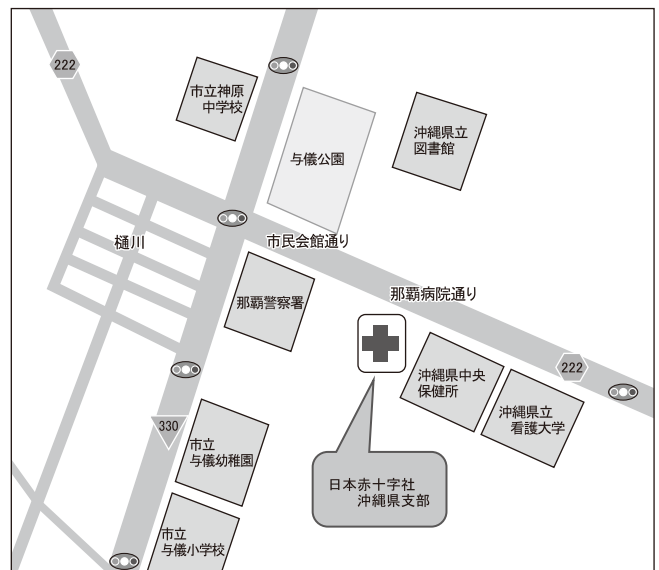 222
市立神原
中学校
与儀公園
沖縄県立
図書館
樋川
市民会館通り
那覇警察署
那覇病院通り
沖縄県中央
保健所
222
沖縄県立
看護大学
330
市立
与儀幼稚園
日本赤十字社
沖縄県支部
市立
与儀小学校